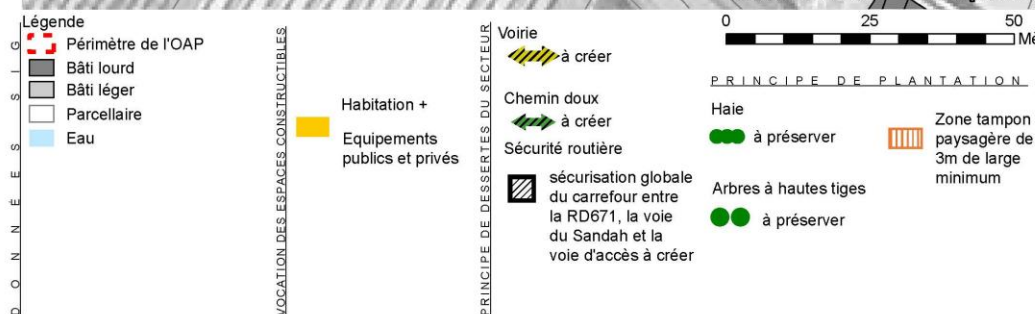 Légende
DONNÉES SIG
Périmètre de l'OAP
Bâti lourd
Bâti léger
Parcellaire
Eau
VOCATION DES ESPACES CONSTRUCTIBLES
Habitation +
Equipements
publics et privés
PRINCIPE DE DESSERTES DU SECTEUR
Voirie
à créer
Chemin doux
à créer
Sécurité routière
sécurisation globale
du carrefour entre
la RD671, la voie
du Sandah et la
voie d'accès à créer
0 25 50
PRINCIPE DE PLANTATION
Haie
à préserver
Arbres à hautes tiges
à préserver
Zone tampon
paysagère de
3m de large
minimum